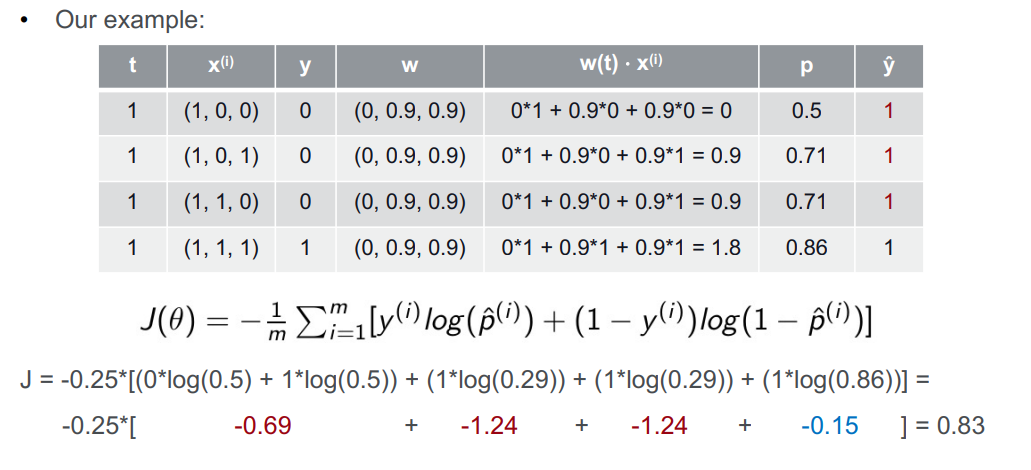 • Our example:
t x⁽ⁱ⁾ y w w(t) · x⁽ⁱ⁾ p ŷ
1 (1, 0, 0) 0 (0, 0.9, 0.9) 0*1 + 0.9*0 + 0.9*0 = 0 0.5 1
1 (1, 0, 1) 0 (0, 0.9, 0.9) 0*1 + 0.9*0 + 0.9*1 = 0.9 0.71 1
1 (1, 1, 0) 0 (0, 0.9, 0.9) 0*1 + 0.9*0 + 0.9*1 = 0.9 0.71 1
1 (1, 1, 1) 1 (0, 0.9, 0.9) 0*1 + 0.9*1 + 0.9*1 = 1.8 0.86 1
J(θ) = −1/m ∑ᵐᵢ₌₁[y⁽ⁱ⁾log(p̂⁽ⁱ⁾) + (1 − y⁽ⁱ⁾)log(1 − p̂⁽ⁱ⁾)]
J = -0.25*[(0*log(0.5) + 1*log(0.5)) + (1*log(0.29)) + (1*log(0.29)) + (1*log(0.86))] =
-0.25*[ -0.69 + -1.24 + -1.24 + -0.15 ] = 0.83